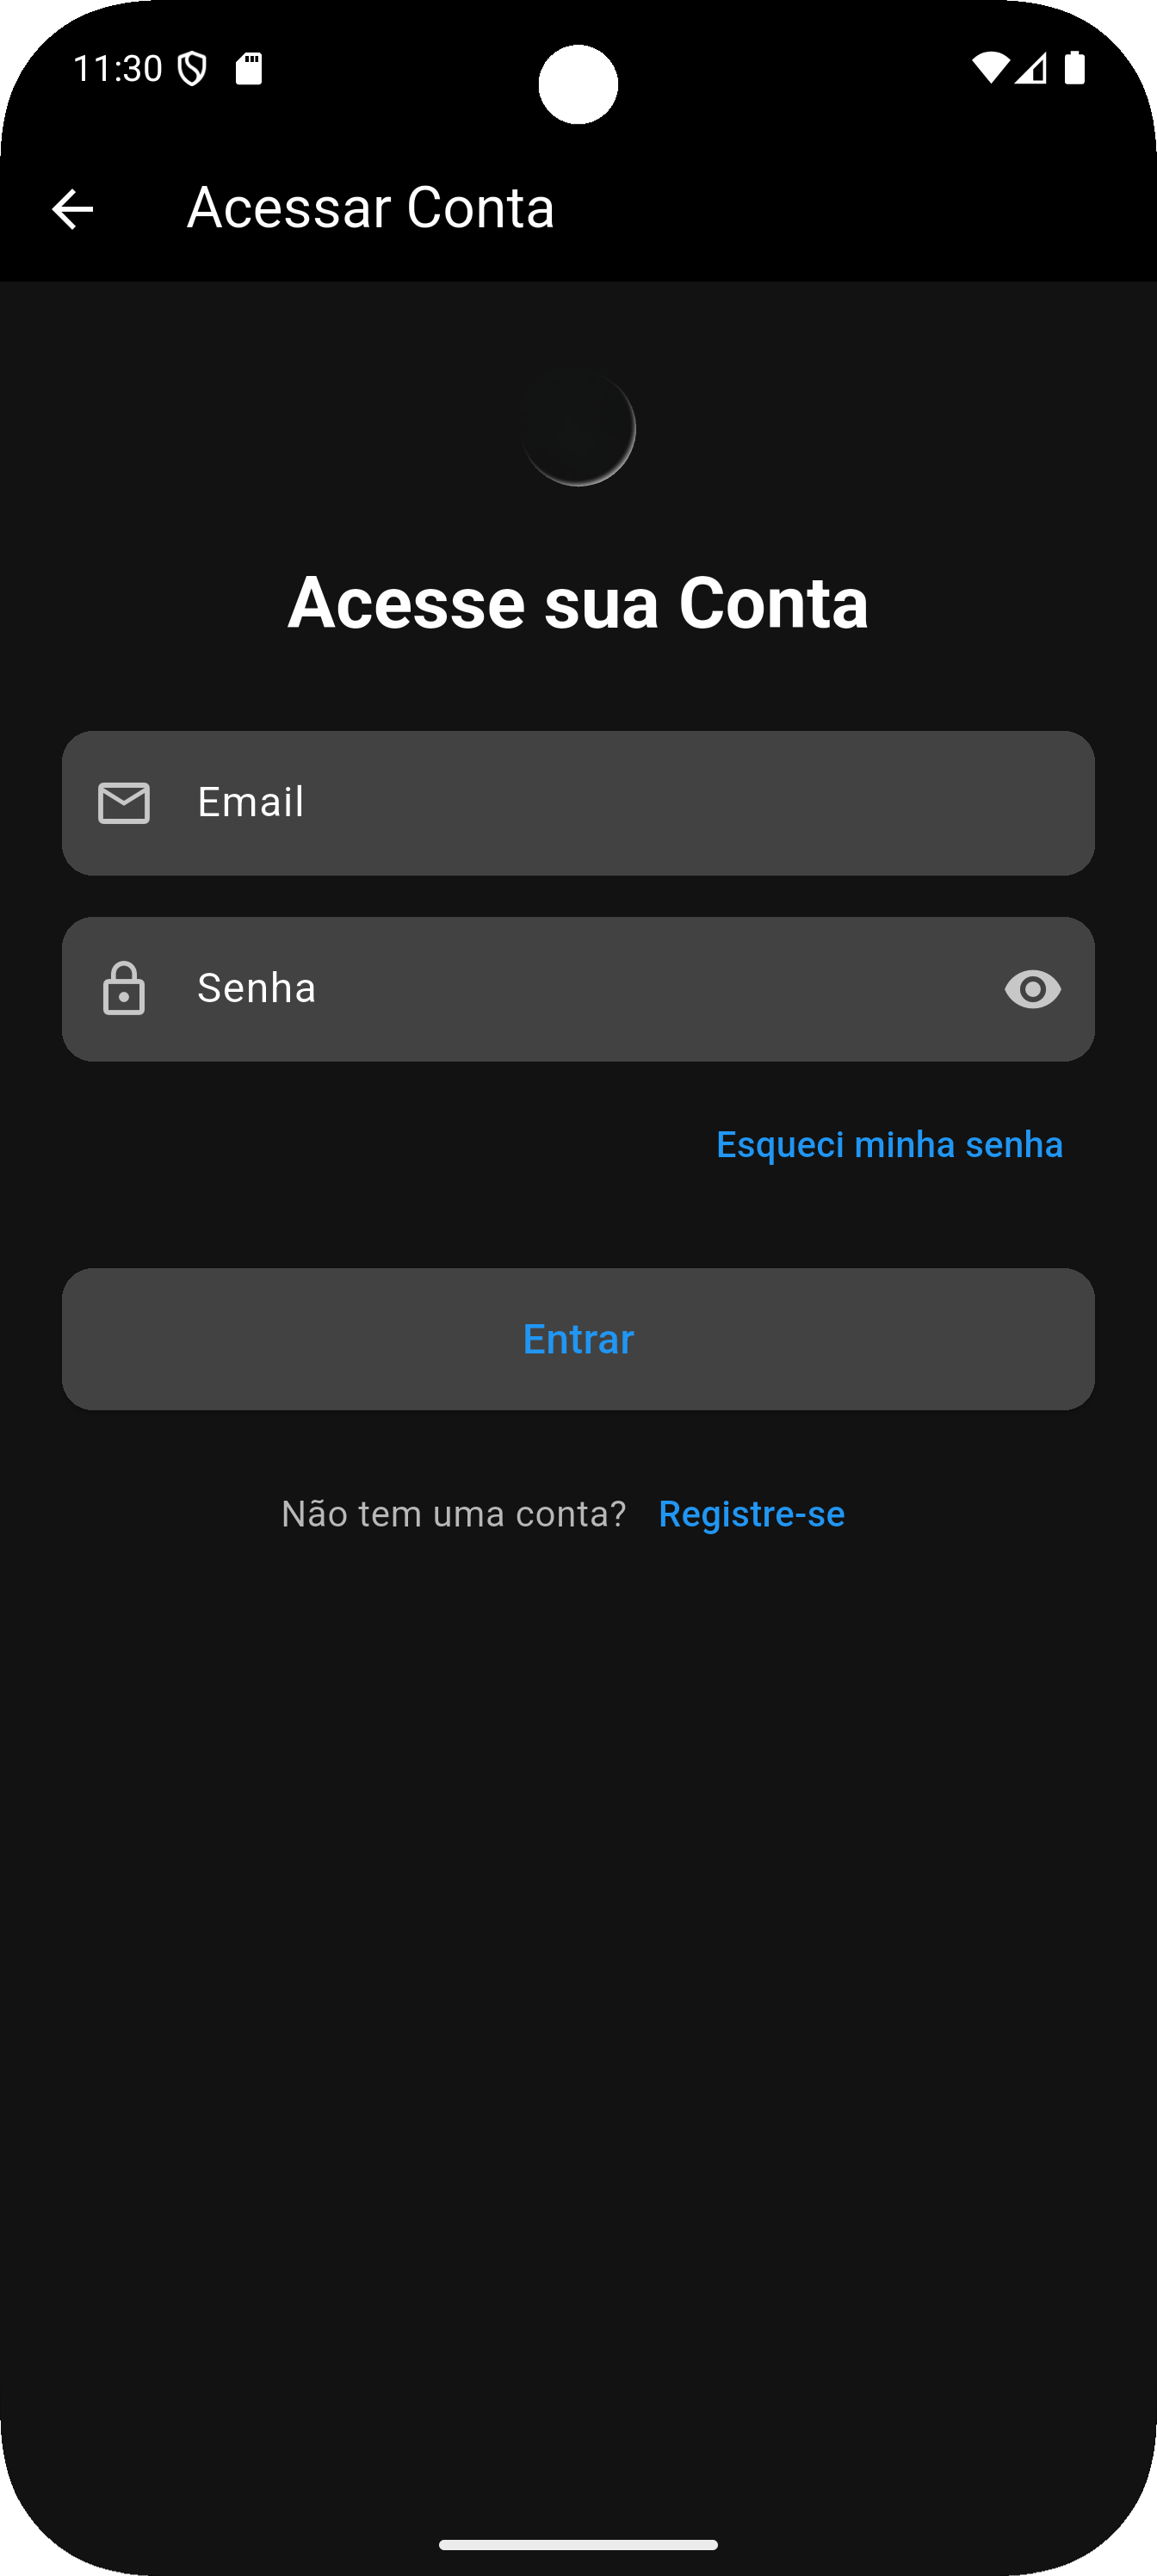 11:30
Acessar Conta
Acesse sua Conta
Email
Senha
Esqueci minha senha
Entrar
Não tem uma conta? Registre-se